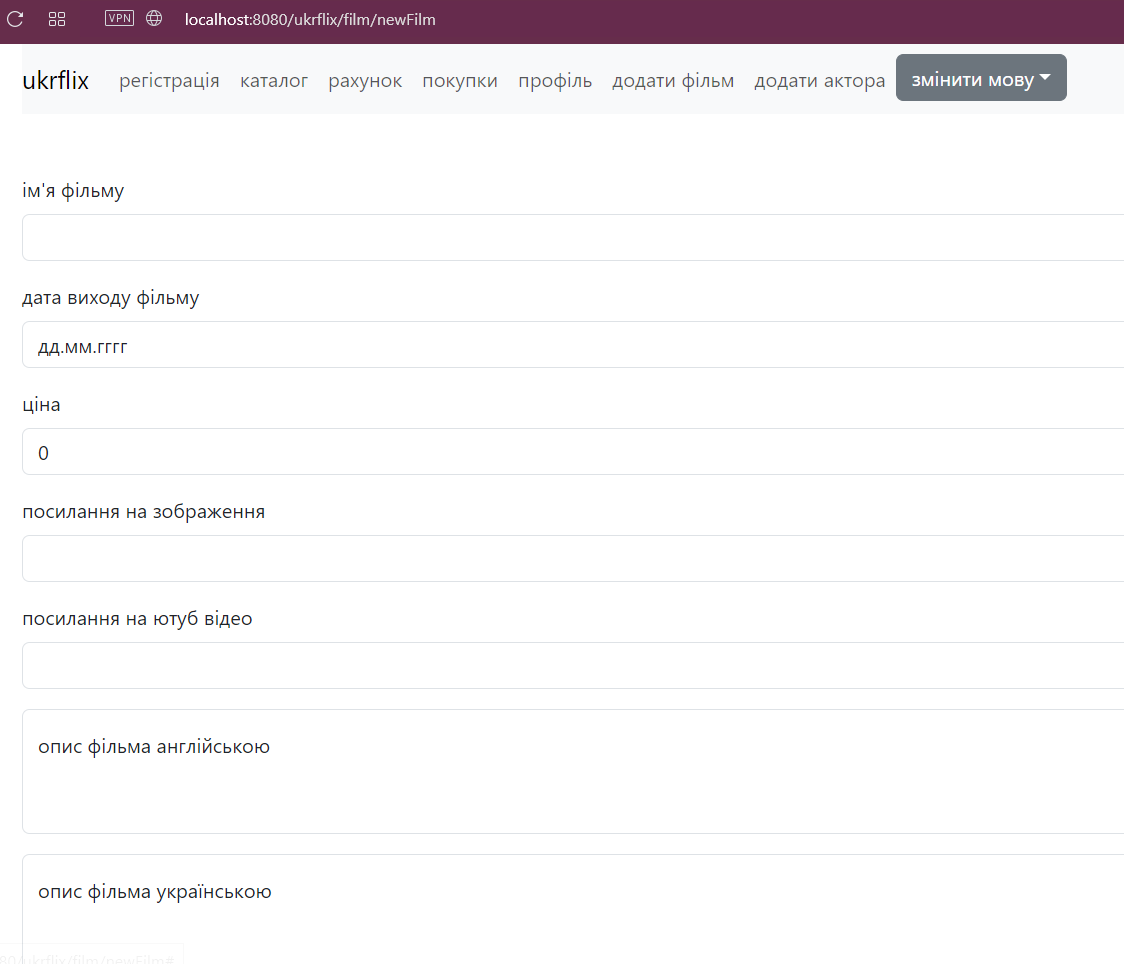 VPN localhost:8080/ukrflix/film/newFilm
ukrflix регістрація каталог рахунок покупки профіль додати фільм додати актора змінити мову
ім'я фільму
дата виходу фільму
дд.мм.гггг
ціна
0
посилання на зображення
посилання на ютуб відео
опис фільма англійською
опис фільма українською
80/ukrflix/film/newFilm#